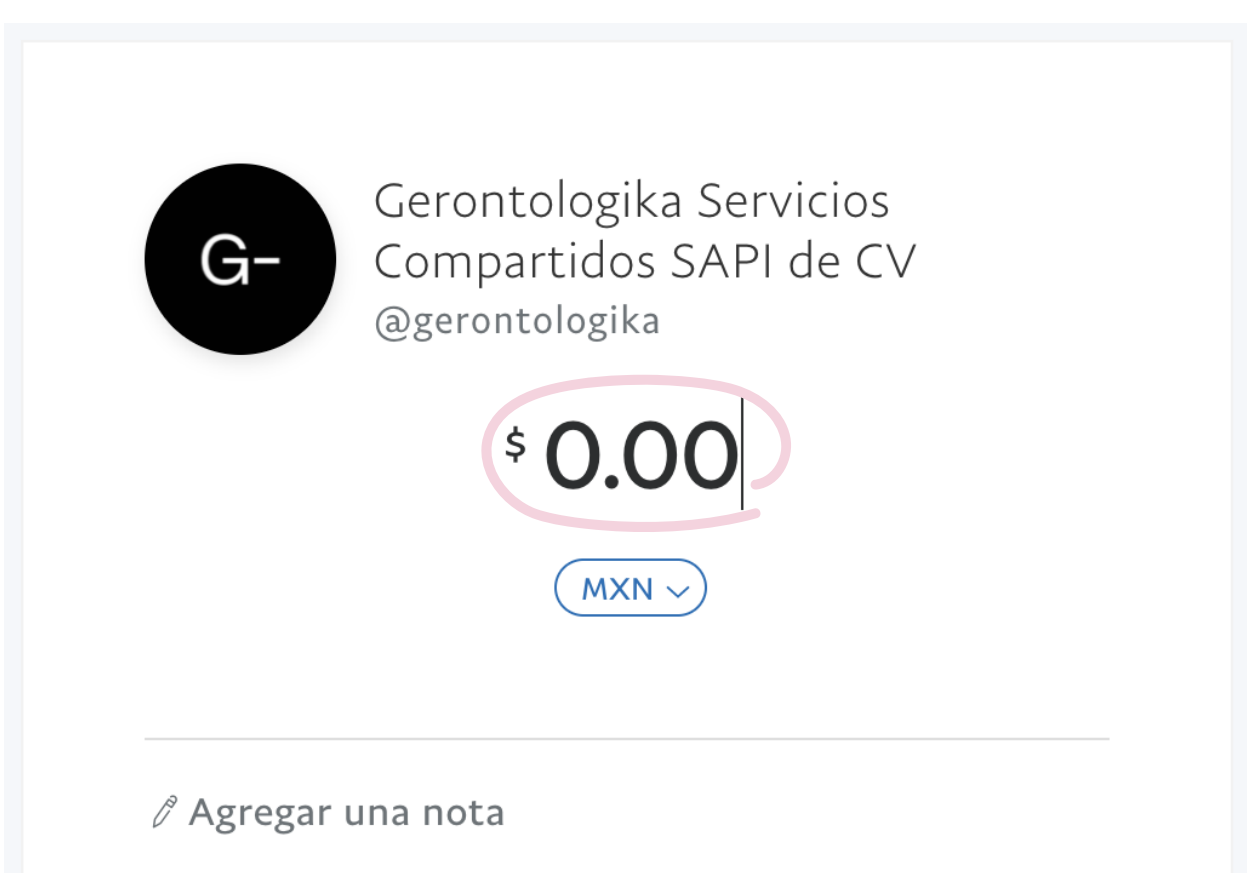 G-
Gerontologika Servicios
Compartidos SAPI de CV
@gerontologika
$ 0.00
MXN
Agregar una nota